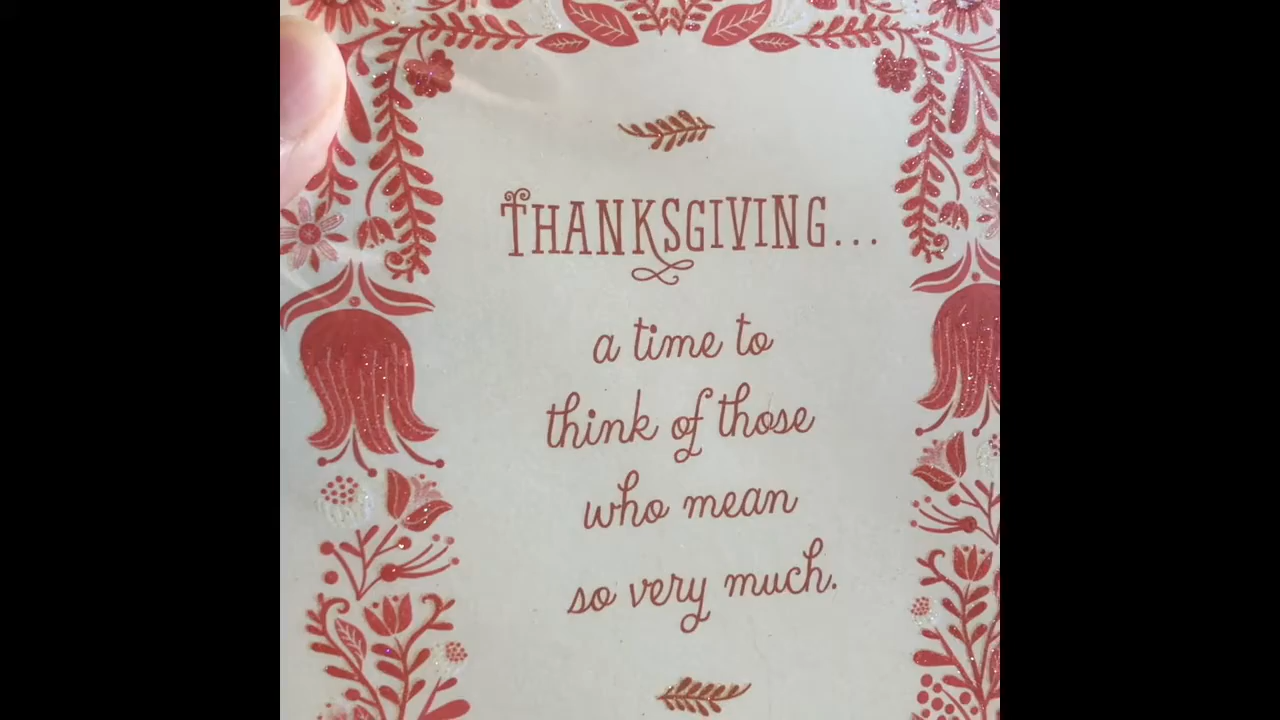 THANKSGIVING...
a time to
think of those
who mean
so very much.